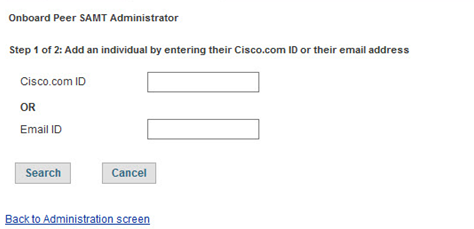 Onboard Peer SAMT Administrator
Step 1 of 2: Add an individual by entering their Cisco.com ID or their email address
Cisco.com ID
OR
Email ID
Search Cancel
Back to Administration screen